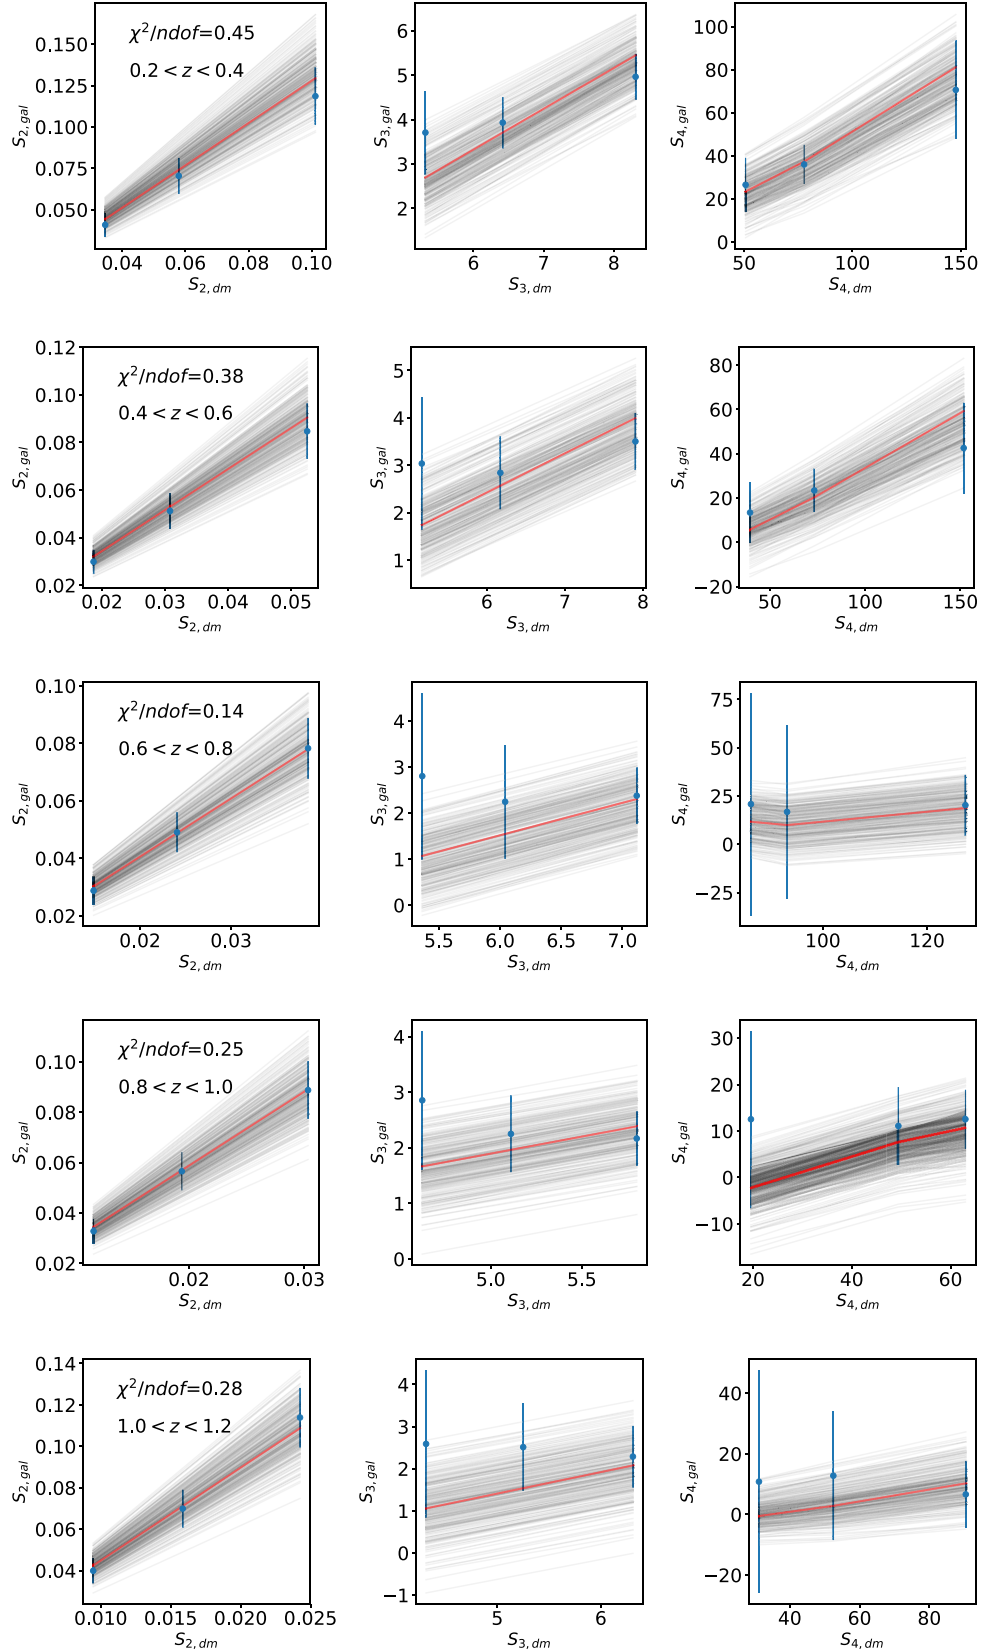 χ²/ndof=0.45
0.2 < z < 0.4
0.150
0.125
0.100
0.075
0.050
S₂,gal
0.04 0.06 0.08 0.10
S₂,dm
6
5
4
3
2
S₃,gal
6 7 8
S₃,dm
100
80
60
40
20
0
S₄,gal
50 100 150
S₄,dm
χ²/ndof=0.38
0.4 < z < 0.6
0.12
0.10
0.08
0.06
0.04
0.02
S₂,gal
0.02 0.03 0.04 0.05
S₂,dm
5
4
3
2
1
S₃,gal
6 7 8
S₃,dm
80
60
40
20
0
−20
S₄,gal
50 100 150
S₄,dm
χ²/ndof=0.14
0.6 < z < 0.8
0.10
0.08
0.06
0.04
0.02
S₂,gal
0.02 0.03
S₂,dm
4
3
2
1
0
S₃,gal
5.5 6.0 6.5 7.0
S₃,dm
75
50
25
0
−25
S₄,gal
100 120
S₄,dm
χ²/ndof=0.25
0.8 < z < 1.0
0.10
0.08
0.06
0.04
0.02
S₂,gal
0.02 0.03
S₂,dm
4
3
2
1
0
S₃,gal
5.0 5.5
S₃,dm
30
20
10
0
−10
S₄,gal
20 40 60
S₄,dm
χ²/ndof=0.28
1.0 < z < 1.2
0.14
0.12
0.10
0.08
0.06
0.04
S₂,gal
0.010 0.015 0.020 0.025
S₂,dm
4
3
2
1
0
−1
S₃,gal
5 6
S₃,dm
40
20
0
−20
S₄,gal
40 60 80
S₄,dm